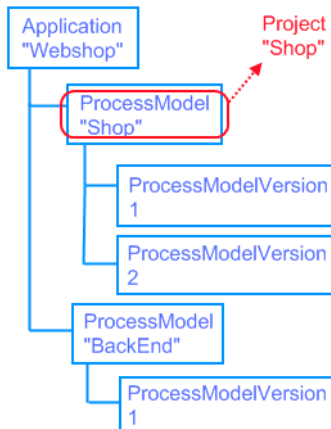 Application
"Webshop"
Project
"Shop"
ProcessModel
"Shop"
ProcessModelVersion
1
ProcessModelVersion
2
ProcessModel
"BackEnd"
ProcessModelVersion
1